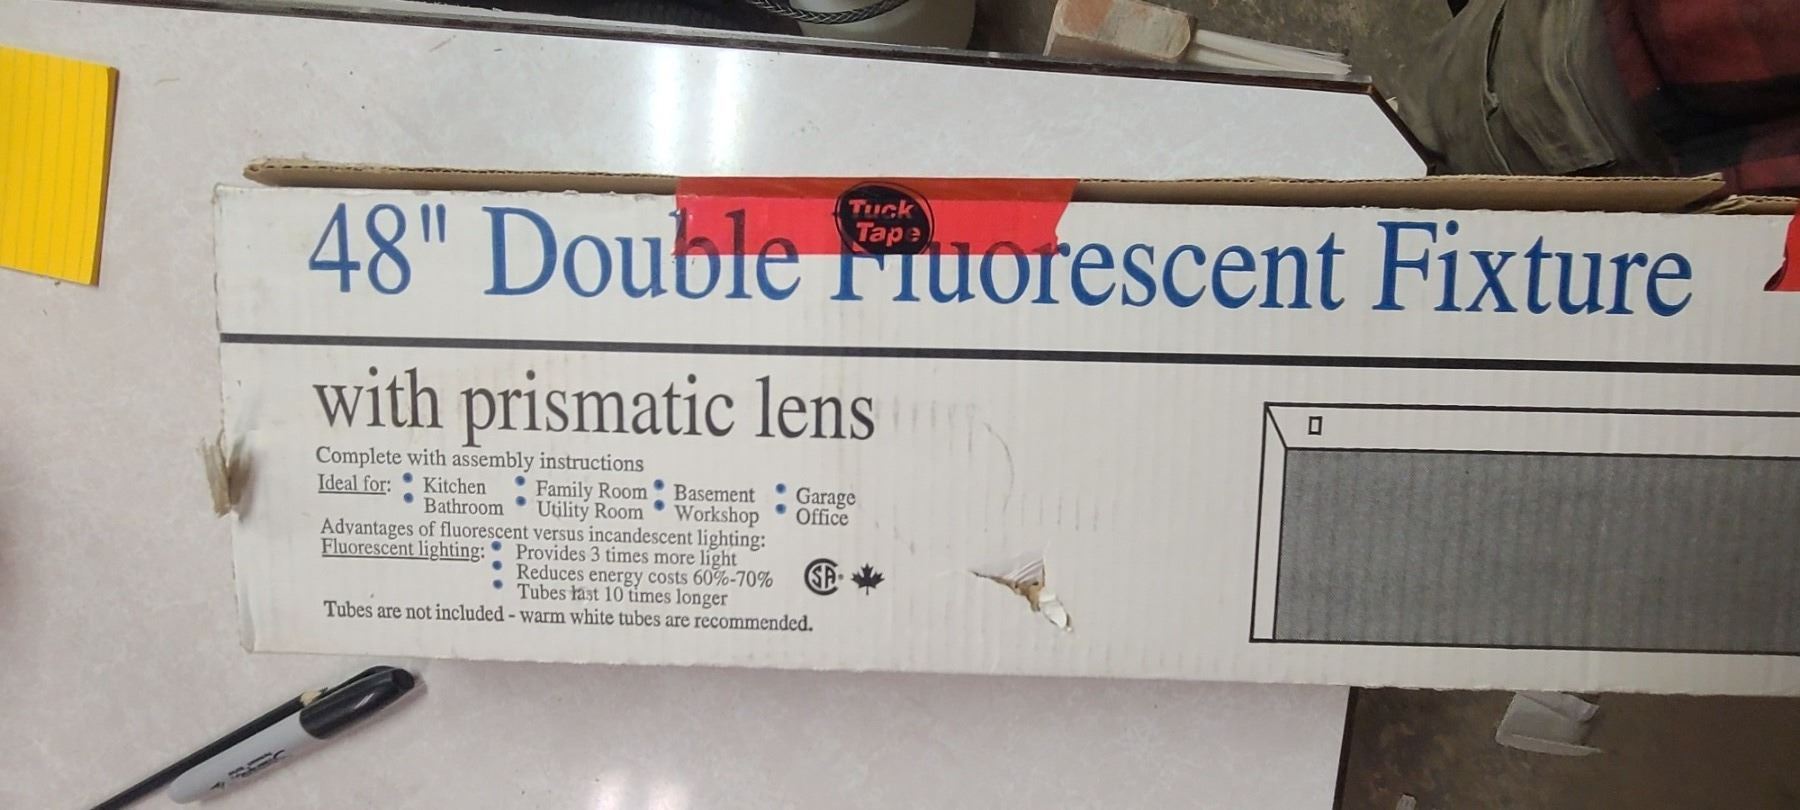 Tuck
Tape
48" Double Fluorescent Fixture
with prismatic lens
Complete with assembly instructions
Ideal for: • Kitchen • Family Room • Basement • Garage
• Bathroom • Utility Room • Workshop • Office
Advantages of fluorescent versus incandescent lighting:
Fluorescent lighting: • Provides 3 times more light
• Reduces energy costs 60%-70%
• Tubes last 10 times longer
Tubes are not included - warm white tubes are recommended.